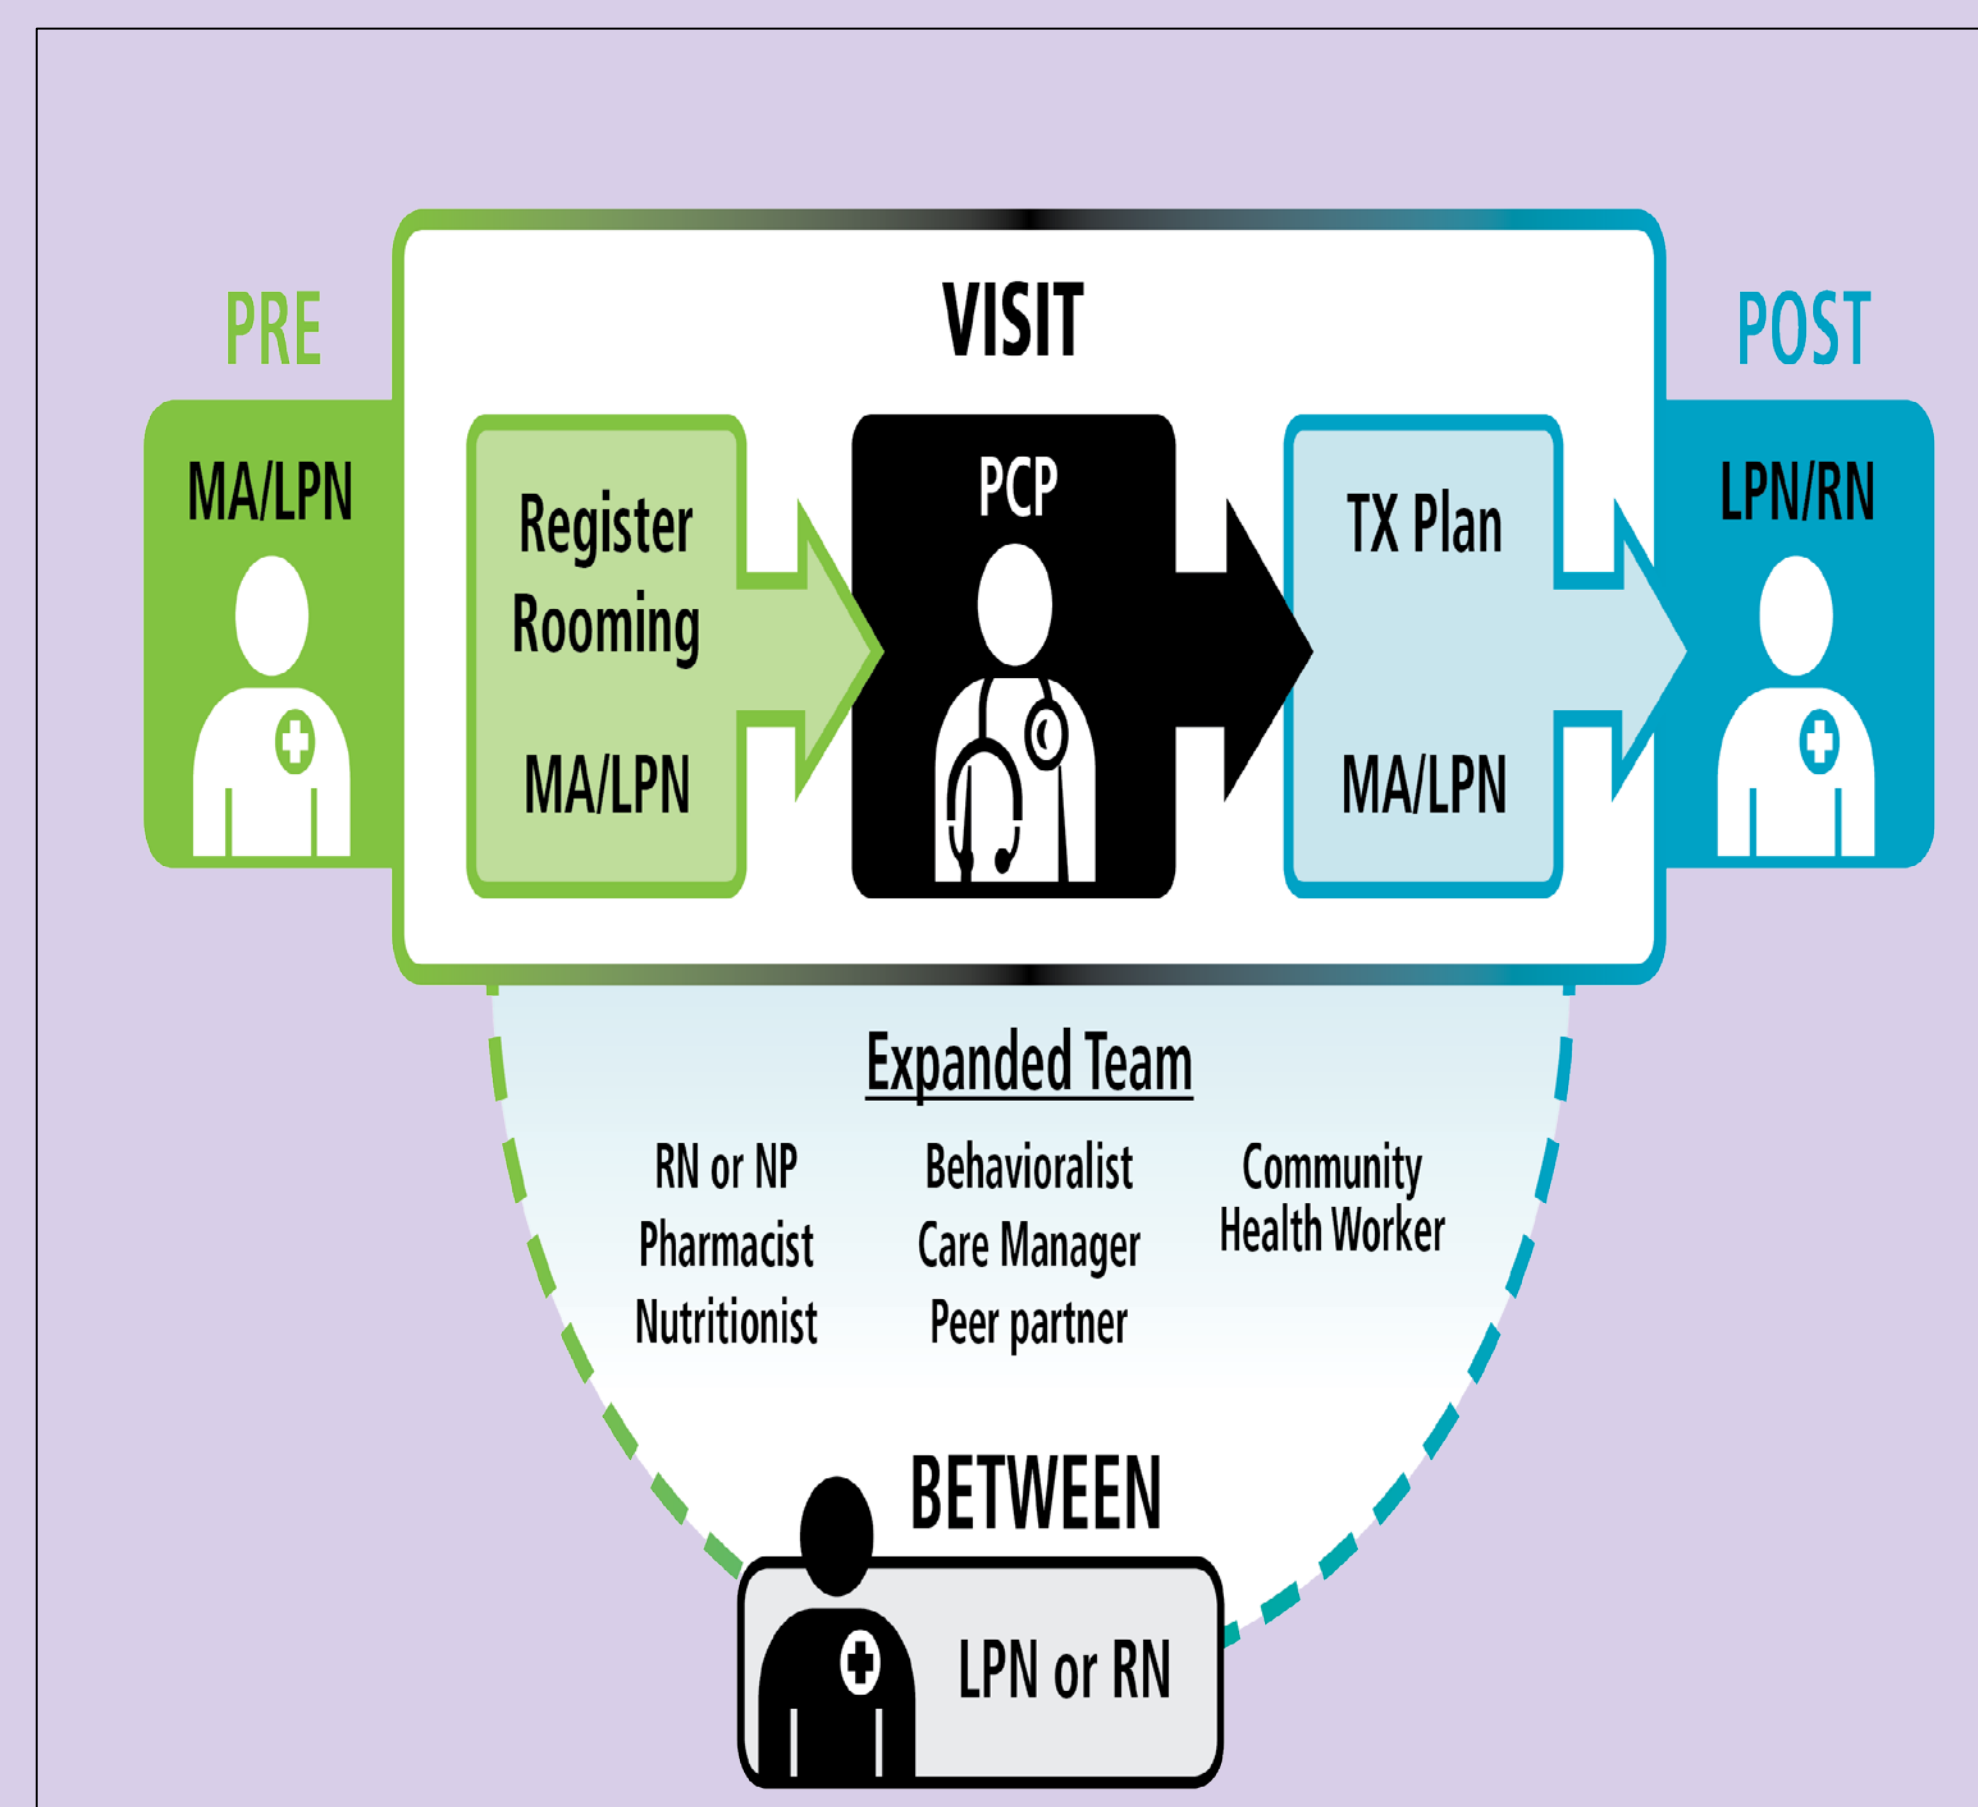 PRE
VISIT
POST
MA/LPN
Register
Rooming
MA/LPN
PCP
TX Plan
MA/LPN
LPN/RN
Expanded Team
RN or NP
Pharmacist
Nutritionist
Behavioralist
Care Manager
Peer partner
Community
Health Worker
BETWEEN
LPN or RN